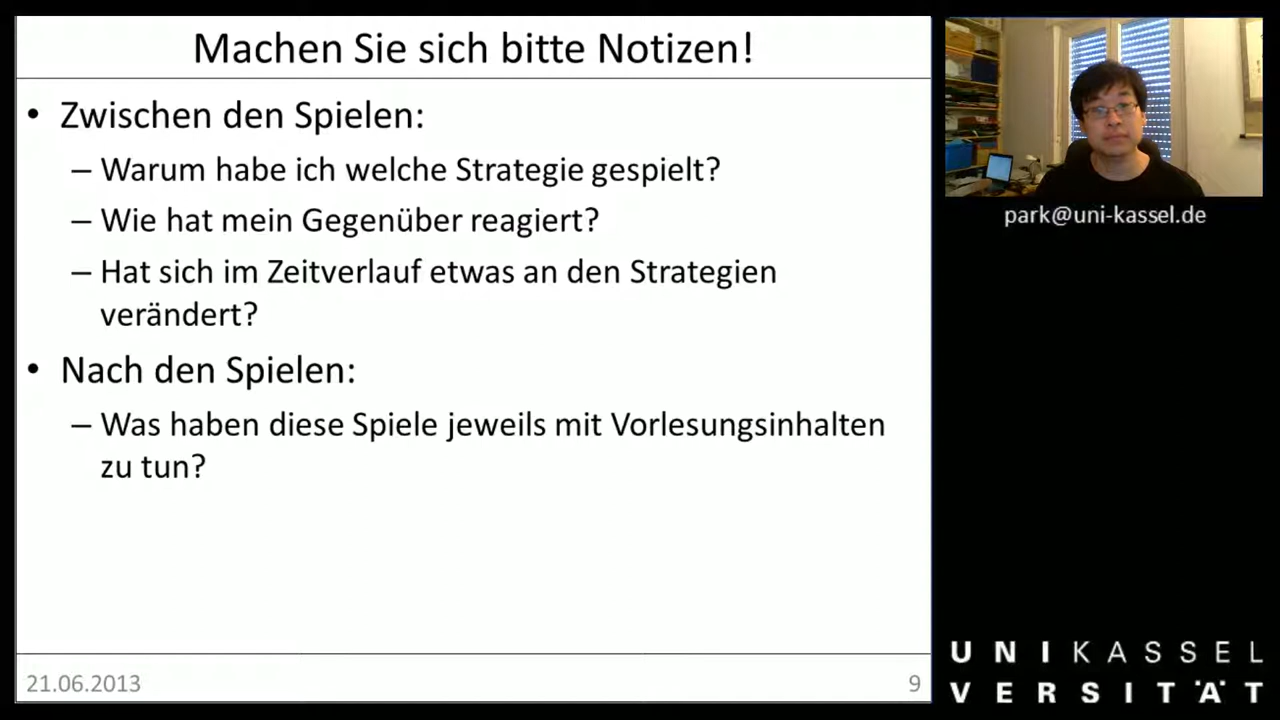 Machen Sie sich bitte Notizen!
• Zwischen den Spielen:
– Warum habe ich welche Strategie gespielt?
– Wie hat mein Gegenüber reagiert?
– Hat sich im Zeitverlauf etwas an den Strategien
verändert?
• Nach den Spielen:
– Was haben diese Spiele jeweils mit Vorlesungsinhalten
zu tun?
21.06.2013
9
park@uni-kassel.de
UNIKASSEL
VERSITÄT